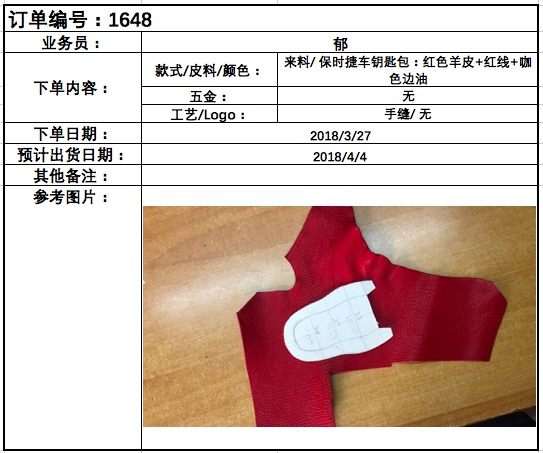 订单编号：1648
业务员：
郁
下单内容：
款式/皮料/颜色：
来料/ 保时捷车钥匙包：红色羊皮+红线+咖
色边油
五金：
无
工艺/Logo：
手缝/ 无
下单日期：
2018/3/27
预计出货日期：
2018/4/4
其他备注：
参考图片：